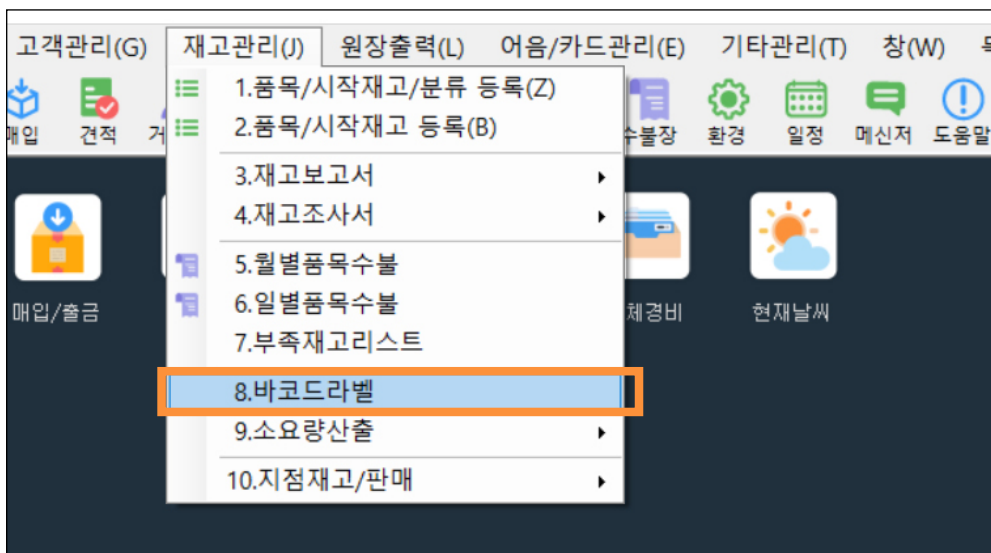 고객관리(G) 재고관리(J) 원장출력(L) 어음/카드관리(E) 기타관리(T) 창(W)
매입 견적 수불장 환경 일정 메신저 도움말
1.품목/시작재고/분류 등록(Z)
2.품목/시작재고 등록(B)
3.재고보고서
4.재고조사서
5.월별품목수불
6.일별품목수불
7.부족재고리스트
8.바코드라벨
9.소요량산출
10.지점재고/판매
매입/출금 체경비 현재날씨